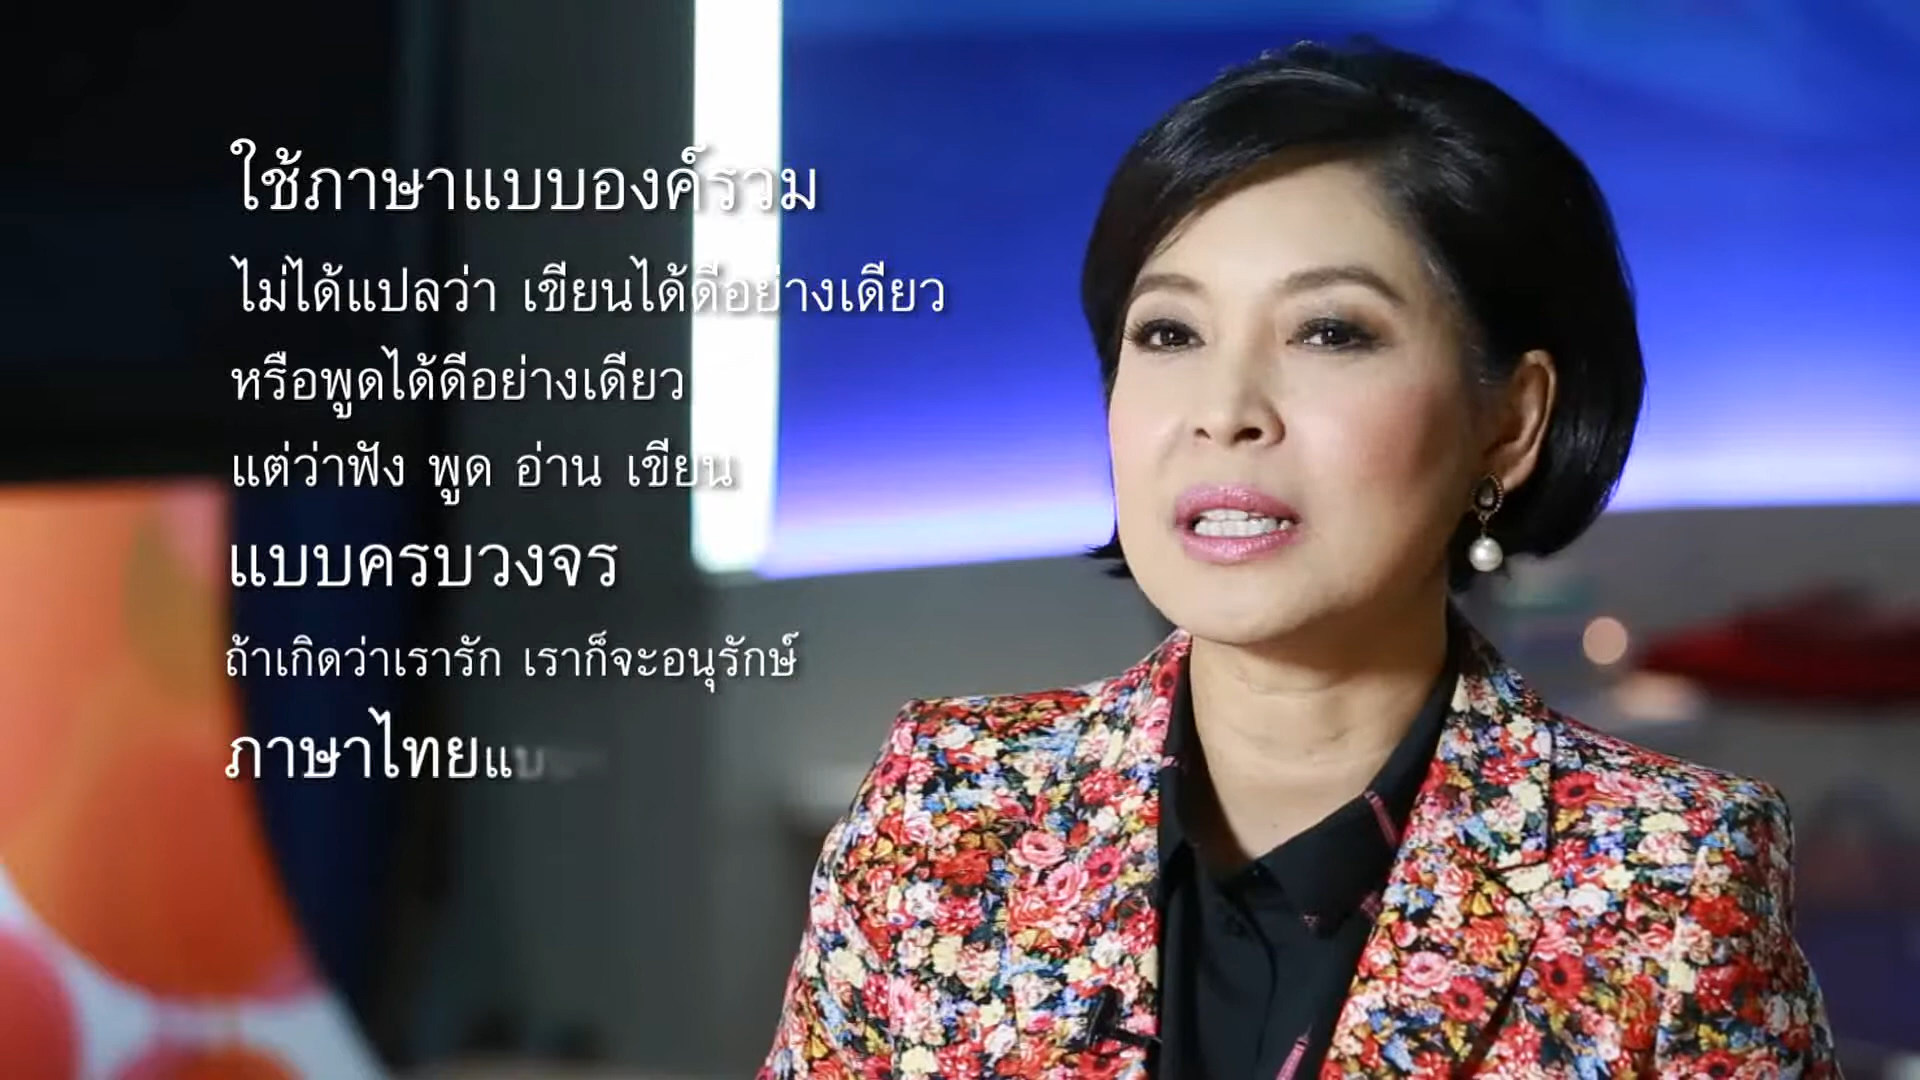 ใช้ภาษาแบบองค์รวม
ไม่ได้แปลว่า เขียนได้ดีอย่างเดียว
หรือพูดได้ดีอย่างเดียว
แต่ว่าฟัง พูด อ่าน เขียน
แบบครบวงจร
ถ้าเกิดว่าเรารัก เราก็จะอนุรักษ์
ภาษาไทย